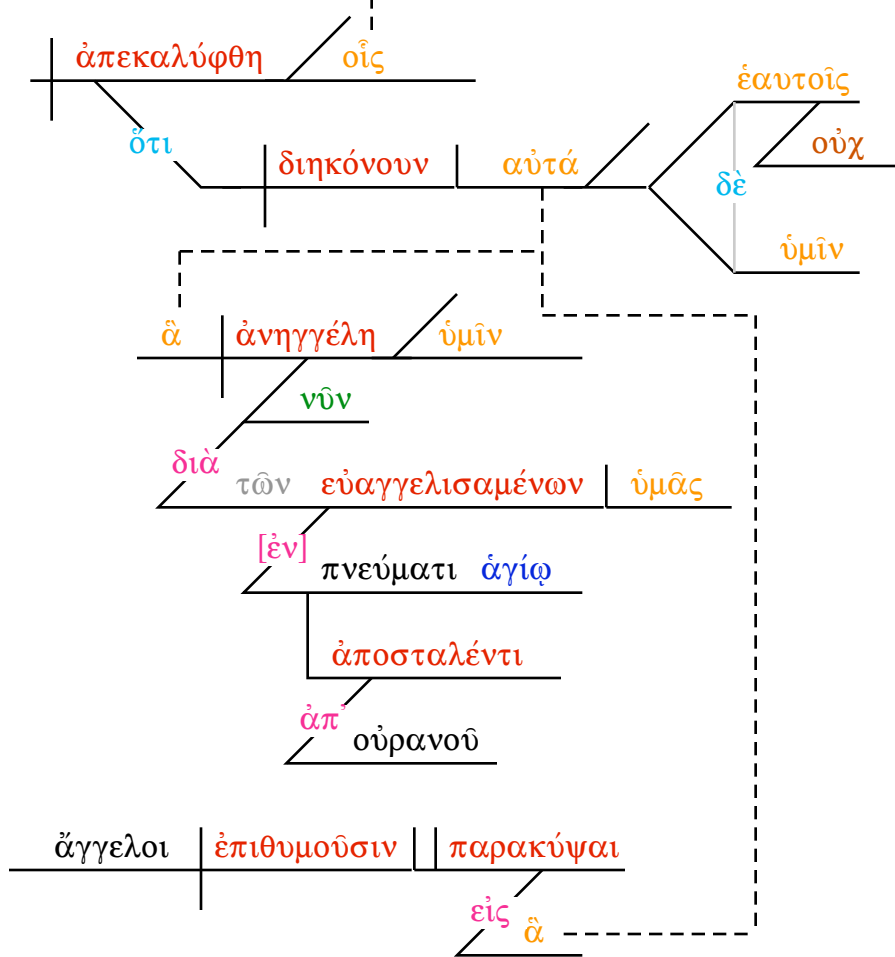 ἀπεκαλύφθη οἷς
ἑαυτοῖς
ὅτι οὐχ
διηκόνουν αὐτά
δὲ
ὑμῖν
ἃ ἀνηγγέλη ὑμῖν
νῦν
διὰ
τῶν εὐαγγελισαμένων ὑμᾶς
[ἐν]
πνεύματι ἁγίῳ
ἀποσταλέντι
ἀπ’
οὐρανοῦ
ἄγγελοι ἐπιθυμοῦσιν παρακύψαι
εἰς
ἃ